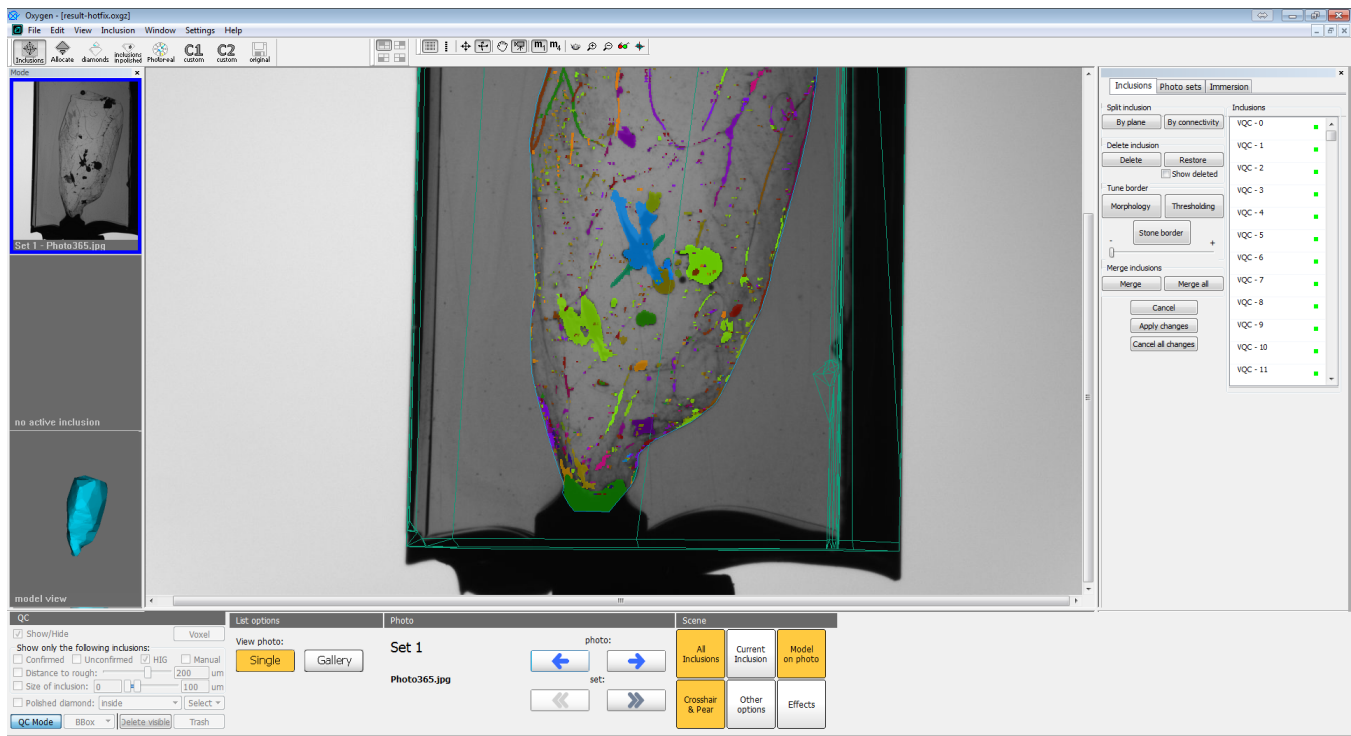 Oxygen - [result-hotfix.oxgz]
File Edit View Inclusion Window Settings Help
Inclusions Allocate diamonds inclusions in polished Photoreal C1 custom C2 custom original
m1 m4
Mode
Set 1 - Photo365.jpg
no active inclusion
model view
Inclusions Photo sets Immersion
Split inclusion
By plane By connectivity
Delete inclusion
Delete Restore
Show deleted
Tune border
Morphology Thresholding
Stone border
- +
Merge inclusions
Merge Merge all
Cancel
Apply changes
Cancel all changes
Inclusions
VQC - 0
VQC - 1
VQC - 2
VQC - 3
VQC - 4
VQC - 5
VQC - 6
VQC - 7
VQC - 8
VQC - 9
VQC - 10
VQC - 11
QC
Show/Hide Voxel
Show only the following inclusions:
Confirmed Unconfirmed HIG Manual
Distance to rough: 200 um
Size of inclusion: 0 100 um
Polished diamond: inside Select
QC Mode BBox Delete visible Trash
List options
View photo:
Single Gallery
Photo
Set 1
photo:
Photo365.jpg
set:
Scene
All Inclusions
Current Inclusion
Model on photo
Crosshair & Pear
Other options
Effects